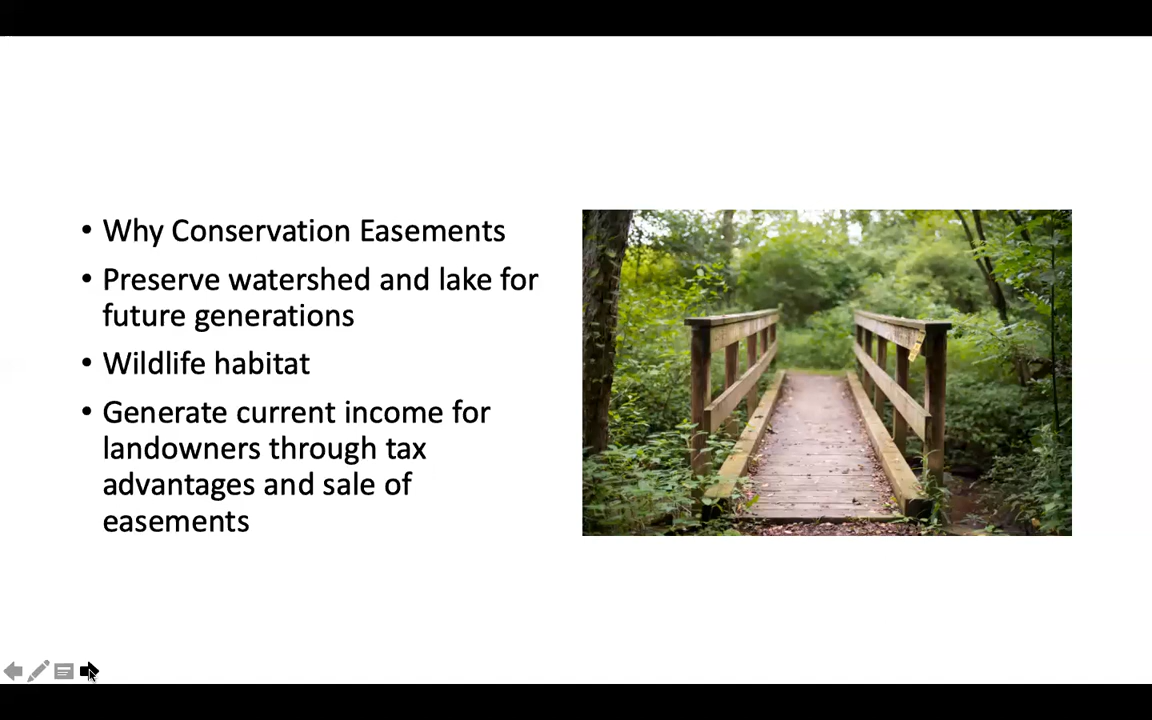 • Why Conservation Easements
• Preserve watershed and lake for
future generations
• Wildlife habitat
• Generate current income for
landowners through tax
advantages and sale of
easements